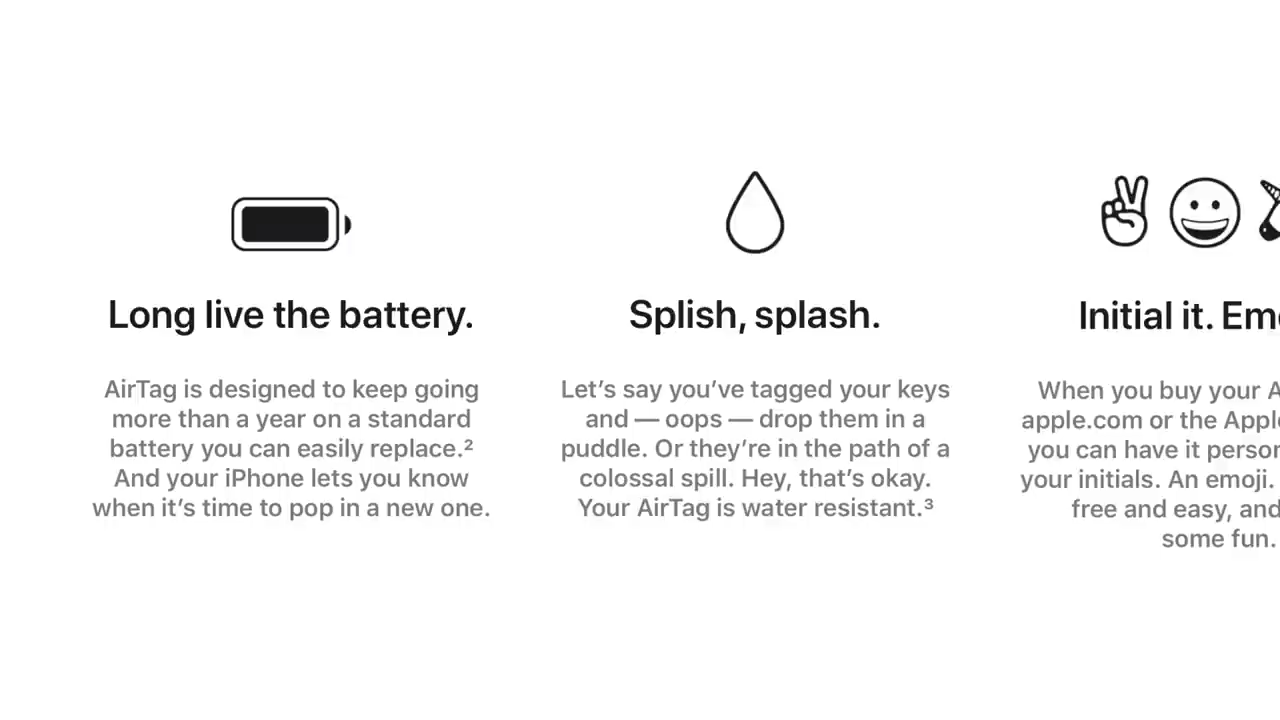 Long live the battery.
AirTag is designed to keep going
more than a year on a standard
battery you can easily replace.²
And your iPhone lets you know
when it’s time to pop in a new one.
Splish, splash.
Let’s say you’ve tagged your keys
and — oops — drop them in a
puddle. Or they’re in the path of a
colossal spill. Hey, that’s okay.
Your AirTag is water resistant.³
Initial it.
When you buy your
apple.com or the
you can have it
your initials. An emoji.
free and easy, and
some fun.